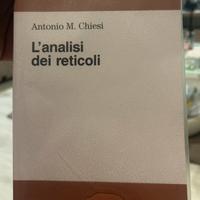 Antonio M. Chiesi
L'analisi
dei reticoli